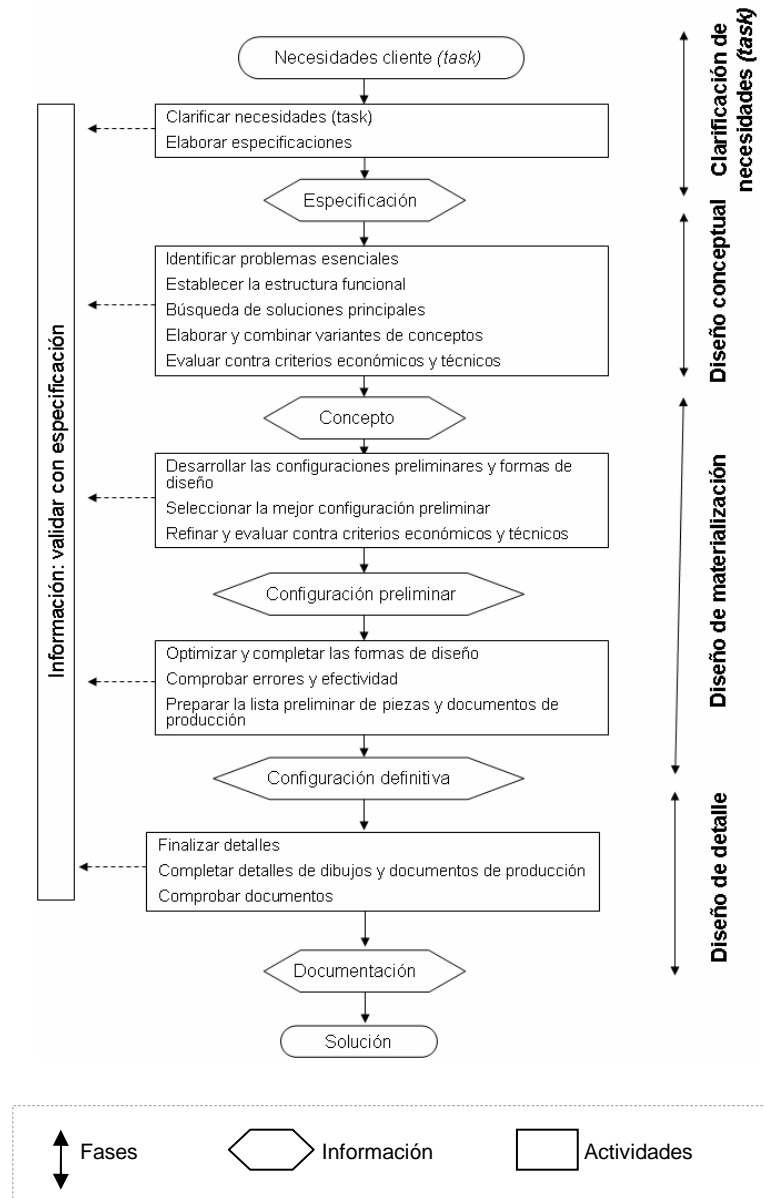 Necesidades cliente (task)
Clarificar necesidades (task)
Elaborar especificaciones
Especificación
Identificar problemas esenciales
Establecer la estructura funcional
Búsqueda de soluciones principales
Elaborar y combinar variantes de conceptos
Evaluar contra criterios económicos y técnicos
Concepto
Desarrollar las configuraciones preliminares y formas de
diseño
Seleccionar la mejor configuración preliminar
Refinar y evaluar contra criterios económicos y técnicos
Configuración preliminar
Optimizar y completar las formas de diseño
Comprobar errores y efectividad
Preparar la lista preliminar de piezas y documentos de
producción
Configuración definitiva
Finalizar detalles
Completar detalles de dibujos y documentos de producción
Comprobar documentos
Documentación
Solución
Información: validar con especificación
Clarificación de
necesidades (task)
Diseño conceptual
Diseño de materialización
Diseño de detalle
Fases
Información
Actividades